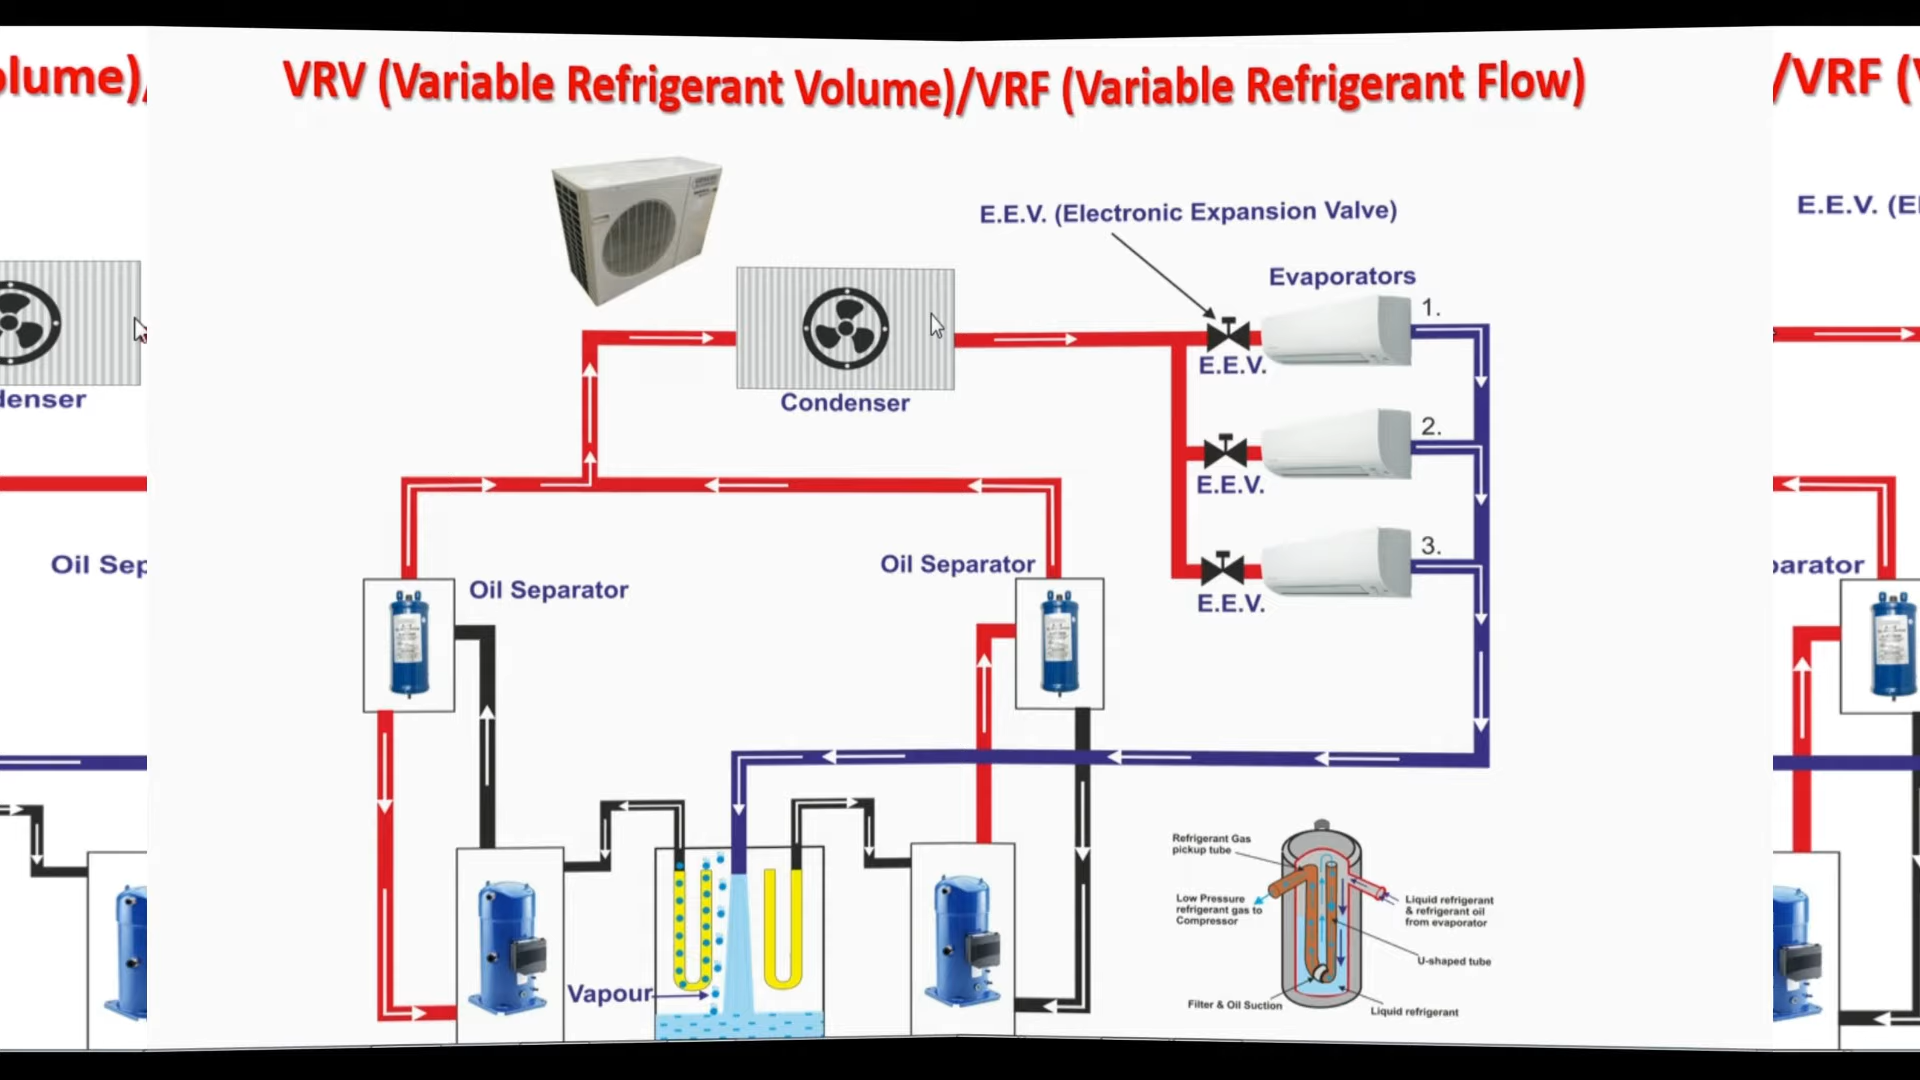 olume)/
VRV (Variable Refrigerant Volume)/VRF (Variable Refrigerant Flow)
/VRF (V
E.E.V. (Electronic Expansion Valve)
E.E.V. (El
Evaporators
1.
E.E.V.
denser
Condenser
2.
E.E.V.
3.
E.E.V.
Oil Sep
Oil Separator
Oil Separator
parator
Vapour
Refrigerant Gas
pickup tube
Low Pressure
refrigerant gas to
Compressor
Liquid refrigerant
& refrigerant oil
from evaporator
U-shaped tube
Filter & Oil Suction
Liquid refrigerant